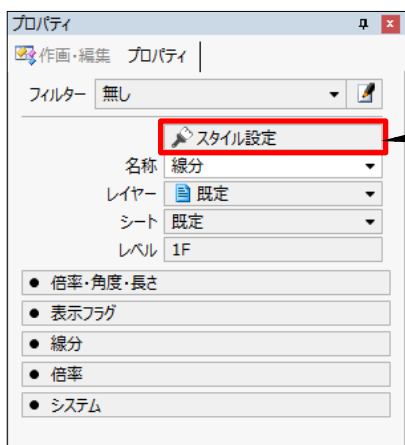 プロパティ
作画・編集 プロパティ
フィルター 無し
スタイル設定
名称 線分
レイヤー 既定
シート 既定
レベル 1F
● 倍率・角度・長さ
● 表示フラグ
● 線分
● 倍率
● システム